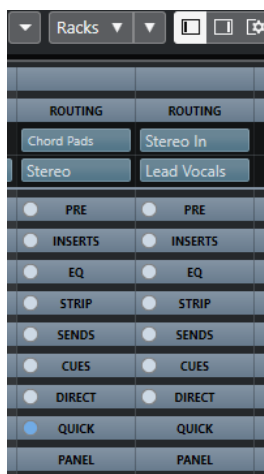 Racks
ROUTING ROUTING
Chord Pads Stereo In
Stereo Lead Vocals
PRE PRE
INSERTS INSERTS
EQ EQ
STRIP STRIP
SENDS SENDS
CUES CUES
DIRECT DIRECT
QUICK QUICK
PANEL PANEL